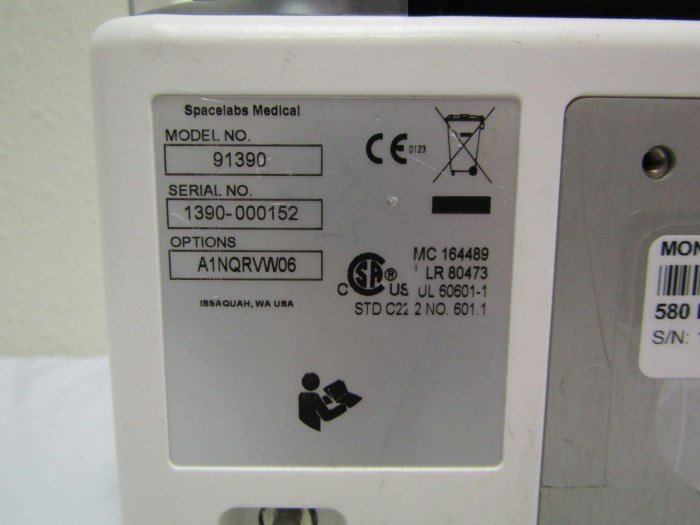 Spacelabs Medical
MODEL NO.
91390
SERIAL NO.
1390-000152
OPTIONS
A1NQRVW06
ISSAQUAH, WA USA
CE 0123
MC 164489
LR 80473
C SA ® US UL 60601-1
STD C22 2 NO. 601.1
MON
580
S/N: